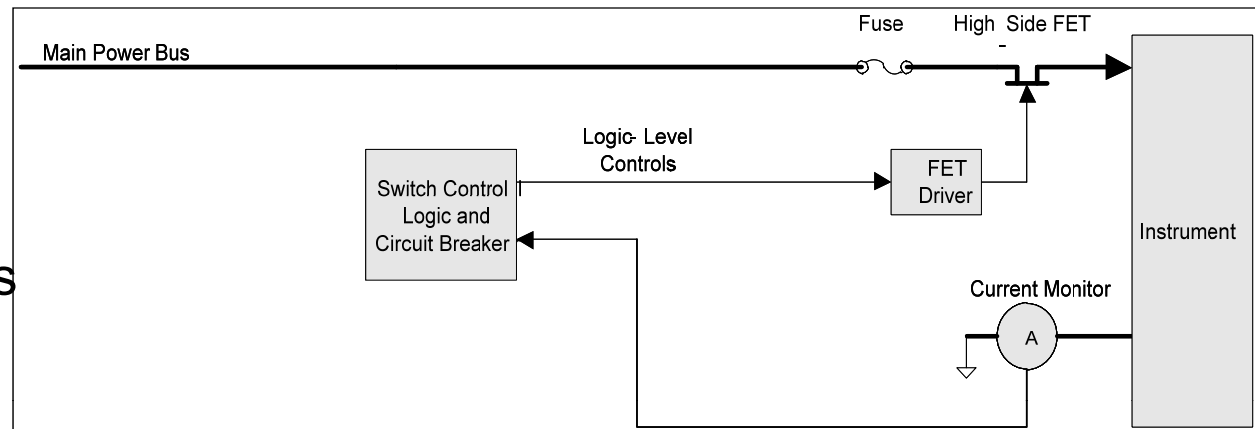 Fuse
High Side FET
-
Main Power Bus
Logic- Level
Controls
FET
Driver
Switch Control
Logic and
Circuit Breaker
Instrument
s
Current Monitor
A